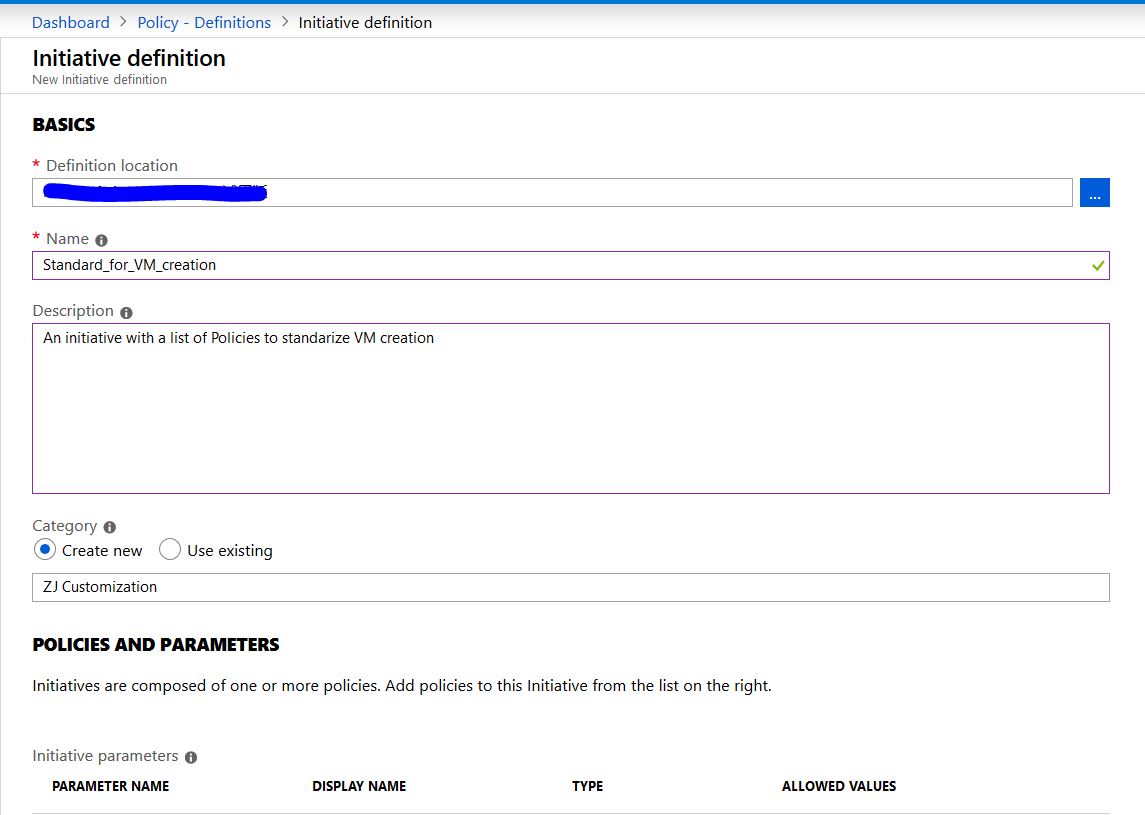 Dashboard > Policy - Definitions > Initiative definition
Initiative definition
New Initiative definition
BASICS
* Definition location
...
* Name
Standard_for_VM_creation
Description
An initiative with a list of Policies to standarize VM creation
Category
Create new Use existing
ZJ Customization
POLICIES AND PARAMETERS
Initiatives are composed of one or more policies. Add policies to this Initiative from the list on the right.
Initiative parameters
PARAMETER NAME DISPLAY NAME TYPE ALLOWED VALUES